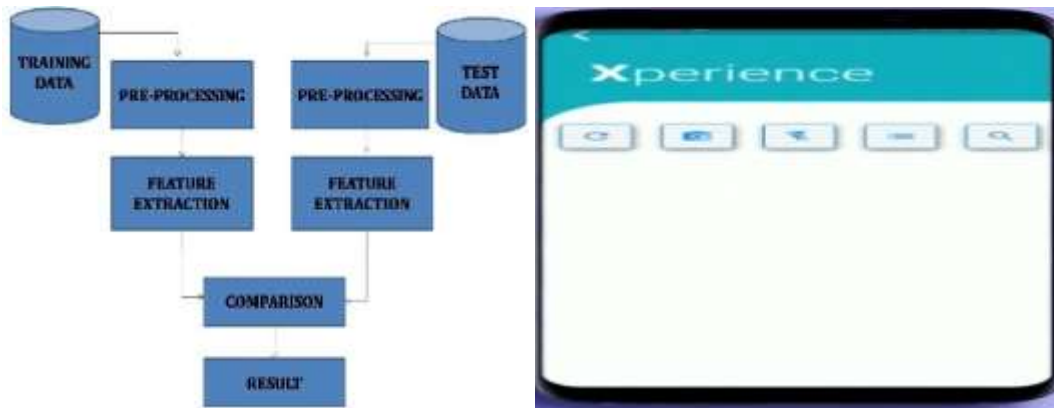 TRAINING
DATA
PRE-PROCESSING
FEATURE
EXTRACTION
PRE-PROCESSING
FEATURE
EXTRACTION
TEST
DATA
COMPARISON
RESULT
Xperience